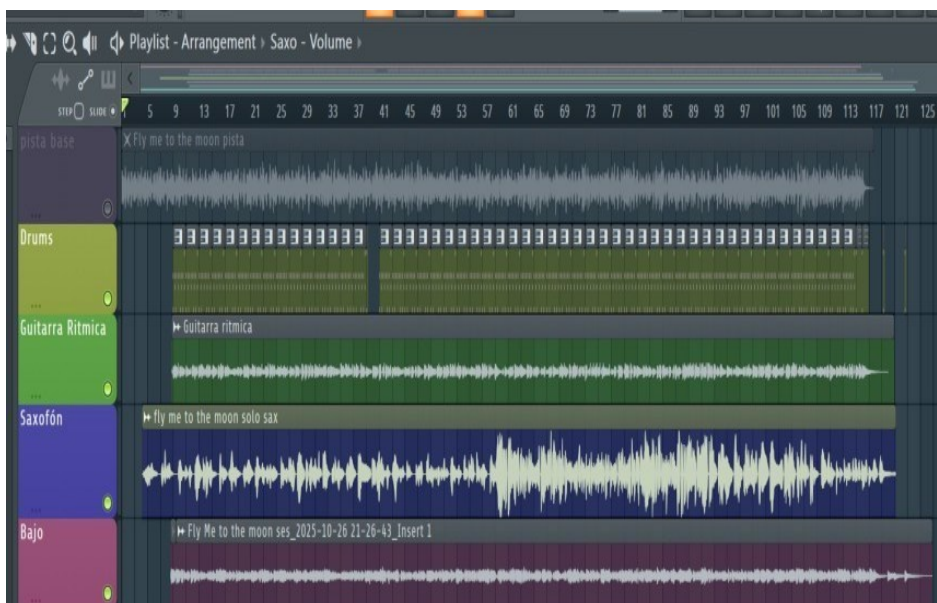 Playlist - Arrangement › Saxo - Volume ›
STEP SLIDE
1 5 9 13 17 21 25 29 33 37 41 45 49 53 57 61 65 69 73 77 81 85 89 93 97 101 105 109 113 117 121 125
pista base
Fly me to the moon pista
Drums
Guitarra Ritmica
Guitarra ritmica
Saxofón
fly me to the moon solo sax
Bajo
Fly Me to the moon ses_2025-10-26 21-26-43_Insert 1